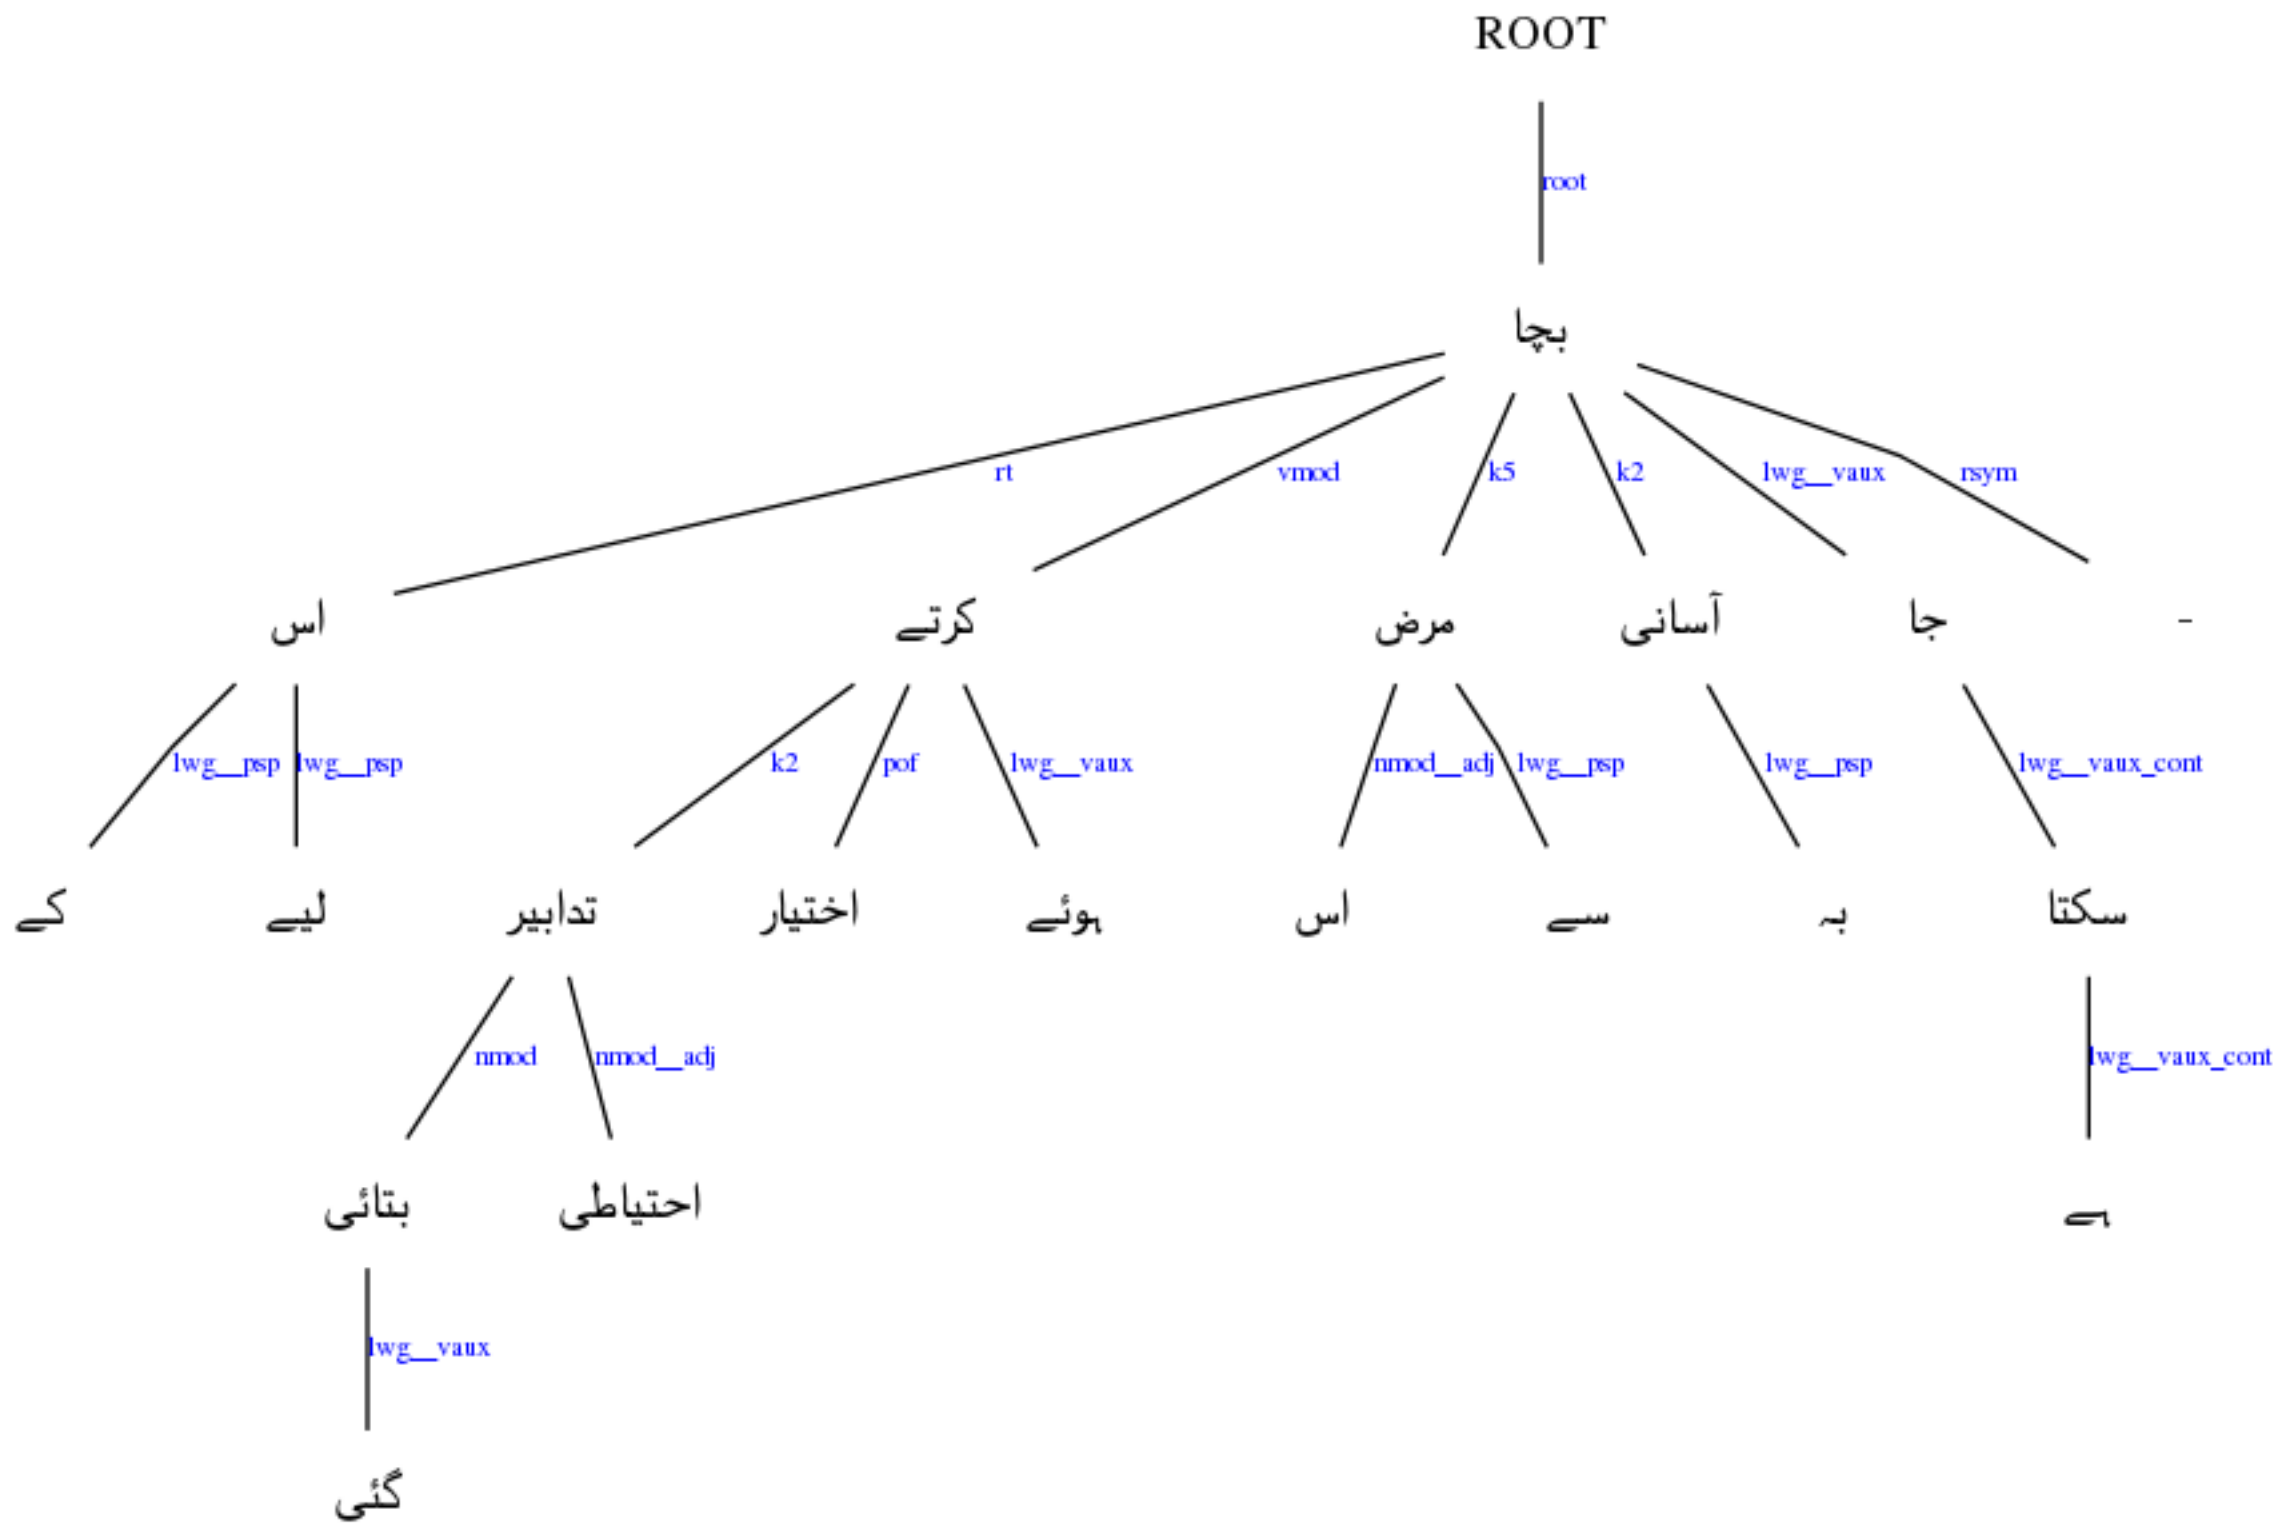 ROOT
root
بچا
rt vmod k5 k2 lwg__vaux rsym
اس کرتے مرض آسانی جا -
lwg__psp lwg__psp k2 pof lwg__vaux nmod__adj lwg__psp lwg__psp lwg__vaux_cont
کے لیے تدابیر اختیار ہوئے اس سے بہ سکتا
nmod nmod__adj lwg__vaux_cont
بتائی احتیاطی ہے
lwg__vaux
گئی